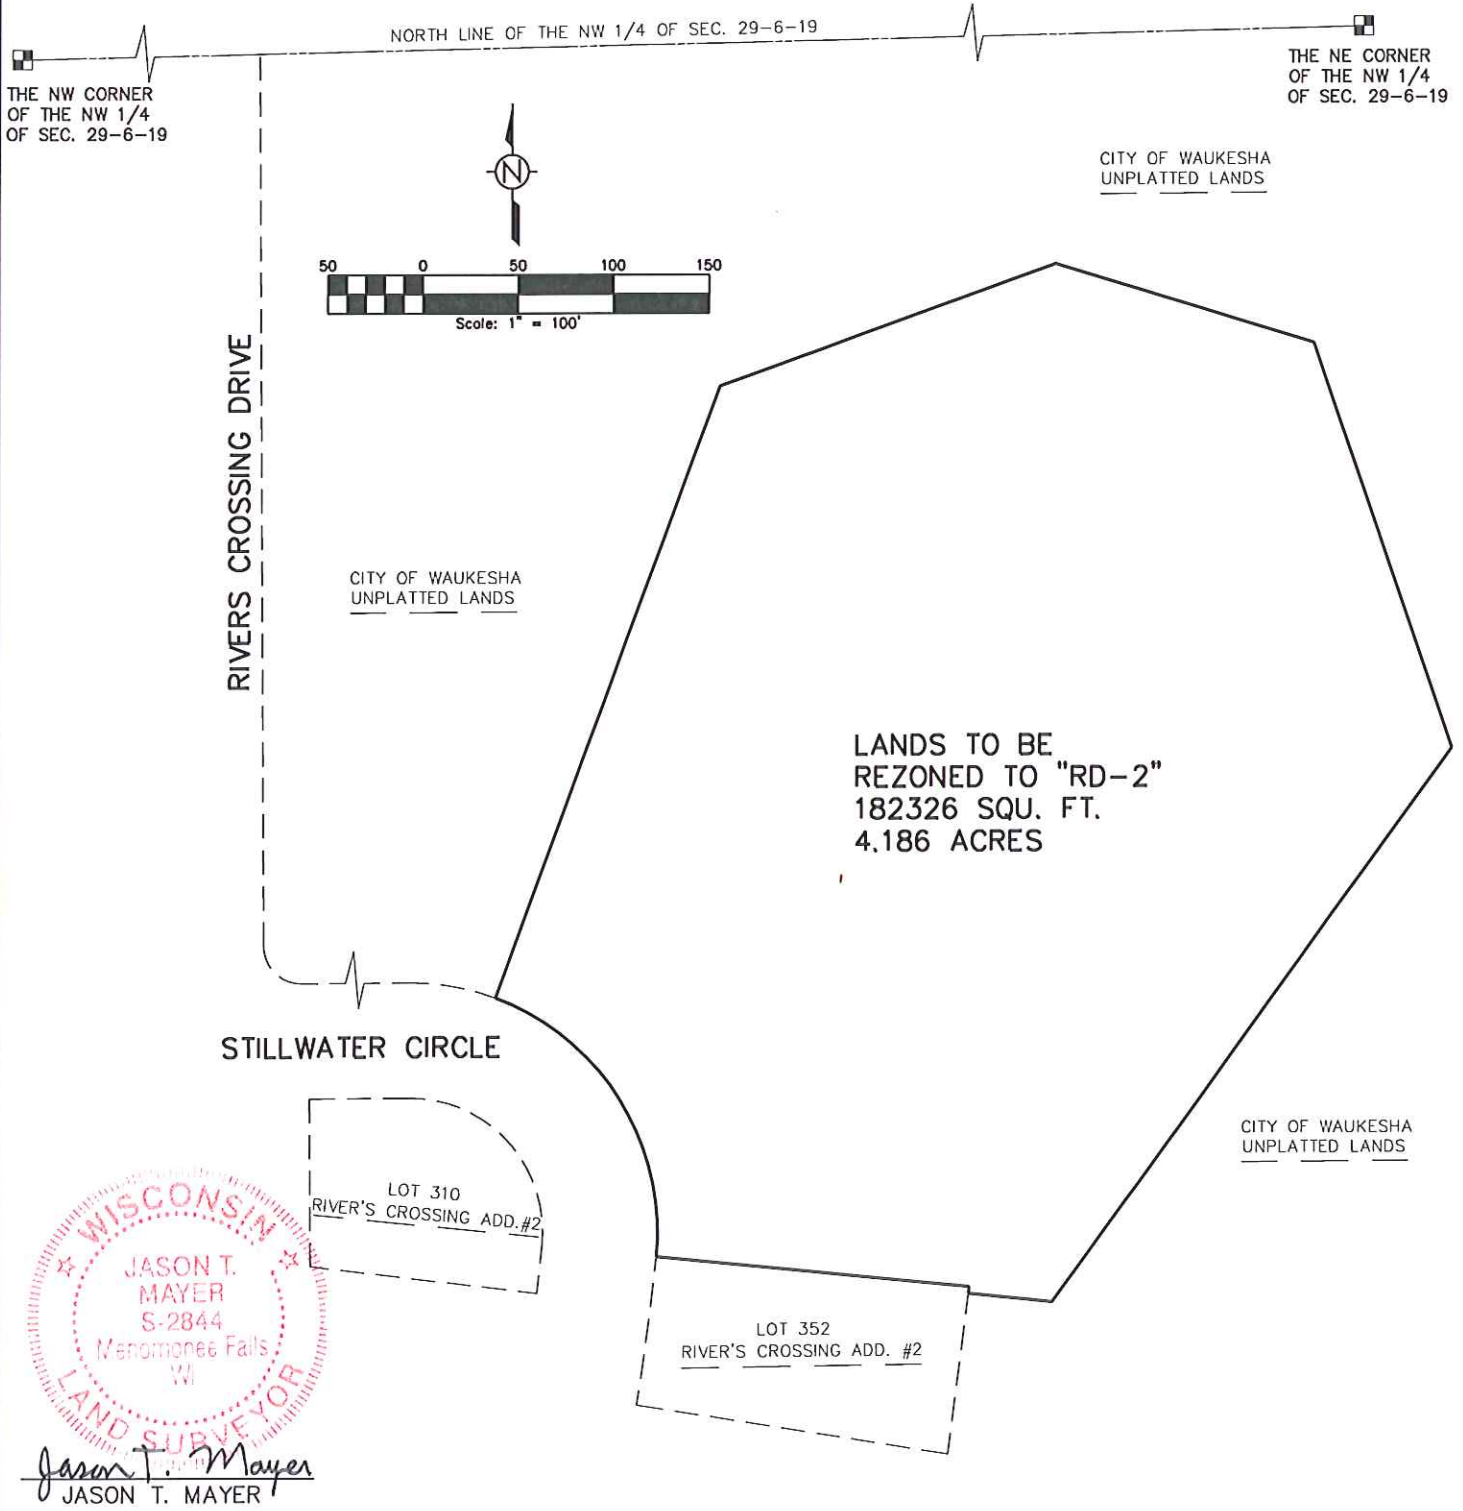 NORTH LINE OF THE NW 1/4 OF SEC. 29-6-19
THE NW CORNER
OF THE NW 1/4
OF SEC. 29-6-19
THE NE CORNER
OF THE NW 1/4
OF SEC. 29-6-19
N
CITY OF WAUKESHA
UNPLATTED LANDS
50 0 50 100 150
Scale: 1" = 100'
RIVERS CROSSING DRIVE
CITY OF WAUKESHA
UNPLATTED LANDS
LANDS TO BE
REZONED TO "RD-2"
182326 SQU. FT.
4.186 ACRES
STILLWATER CIRCLE
CITY OF WAUKESHA
UNPLATTED LANDS
LOT 310
RIVER'S CROSSING ADD.#2
LOT 352
RIVER'S CROSSING ADD. #2
WISCONSIN
JASON T.
MAYER
S-2844
Menomonee Falls
WI
LAND SURVEYOR
Jason T. Mayer
JASON T. MAYER